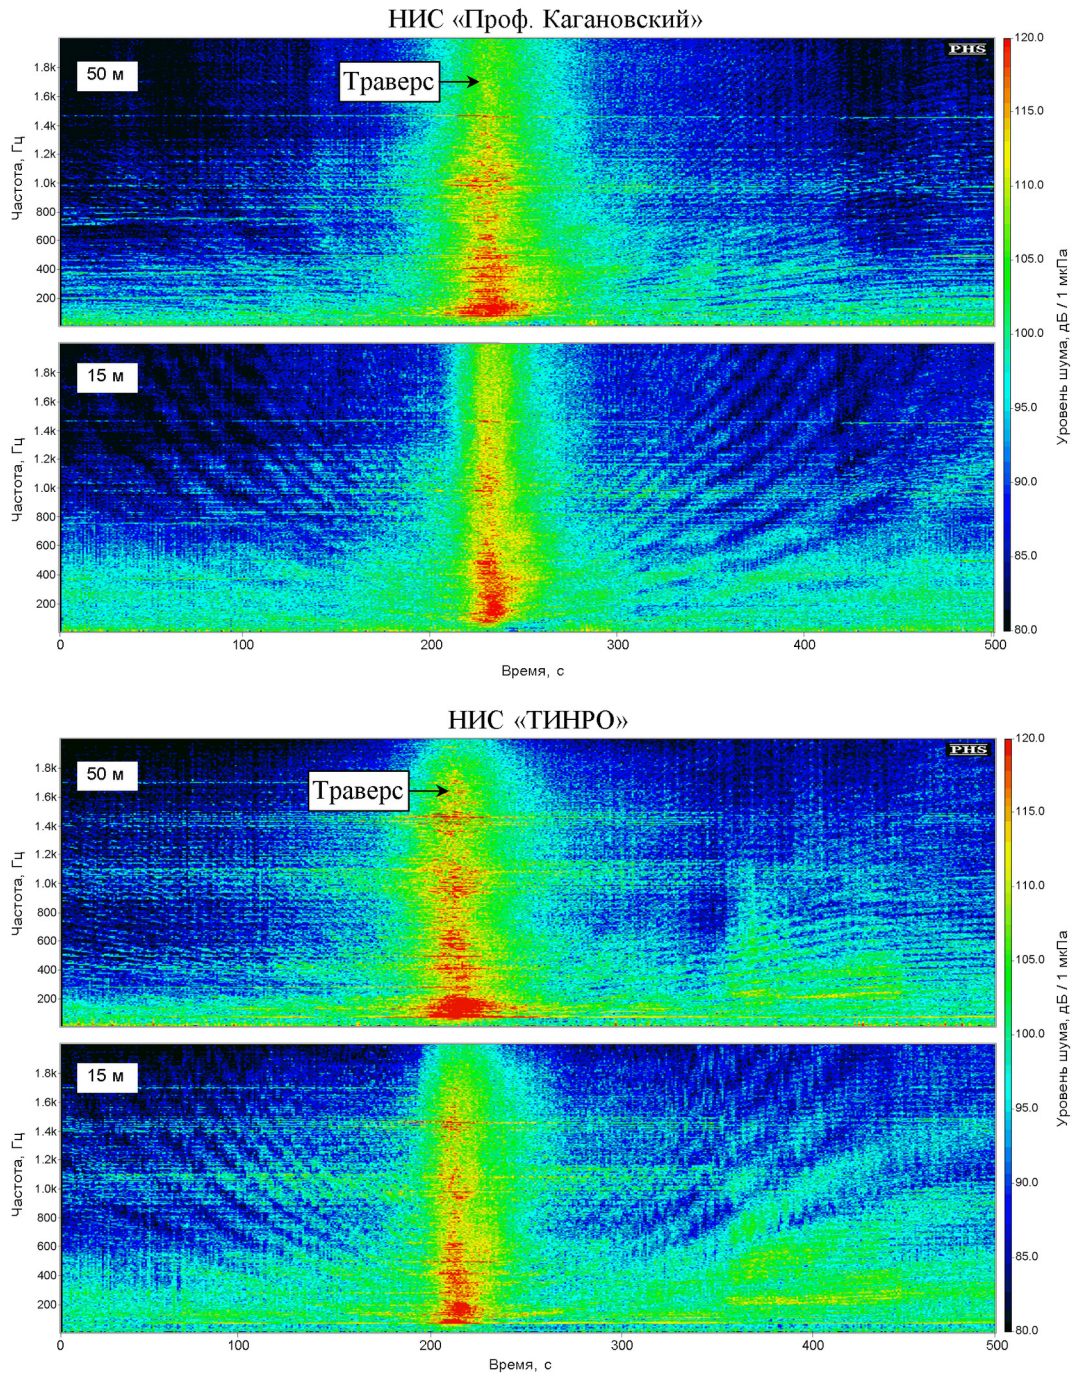 НИС «Проф. Кагановский»
PHS
50 м
Траверс
1.8k
1.6k
1.4k
1.2k
1.0k
800
600
400
200
Частота, Гц
15 м
1.8k
1.6k
1.4k
1.2k
1.0k
800
600
400
200
Частота, Гц
0 100 200 300 400 500
Время, с
120.0
115.0
110.0
105.0
100.0
95.0
90.0
85.0
80.0
Уровень шума, дБ / 1 мкПа
НИС «ТИНРО»
PHS
50 м
Траверс
1.8k
1.6k
1.4k
1.2k
1.0k
800
600
400
200
Частота, Гц
15 м
1.8k
1.6k
1.4k
1.2k
1.0k
800
600
400
200
Частота, Гц
0 100 200 300 400 500
Время, с
120.0
115.0
110.0
105.0
100.0
95.0
90.0
85.0
80.0
Уровень шума, дБ / 1 мкПа